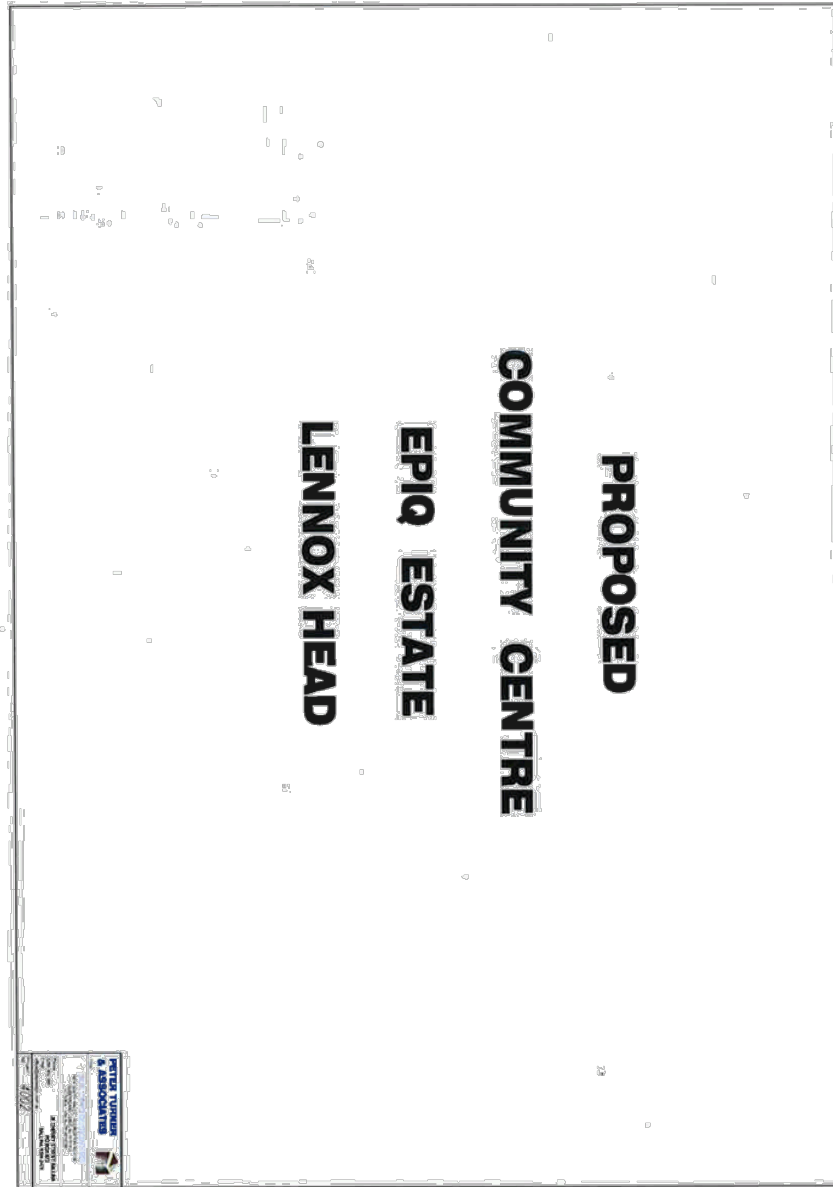 PROPOSED
COMMUNITY CENTRE
EPIQ ESTATE
LENNOX HEAD
PETER TURNER
& ASSOCIATES